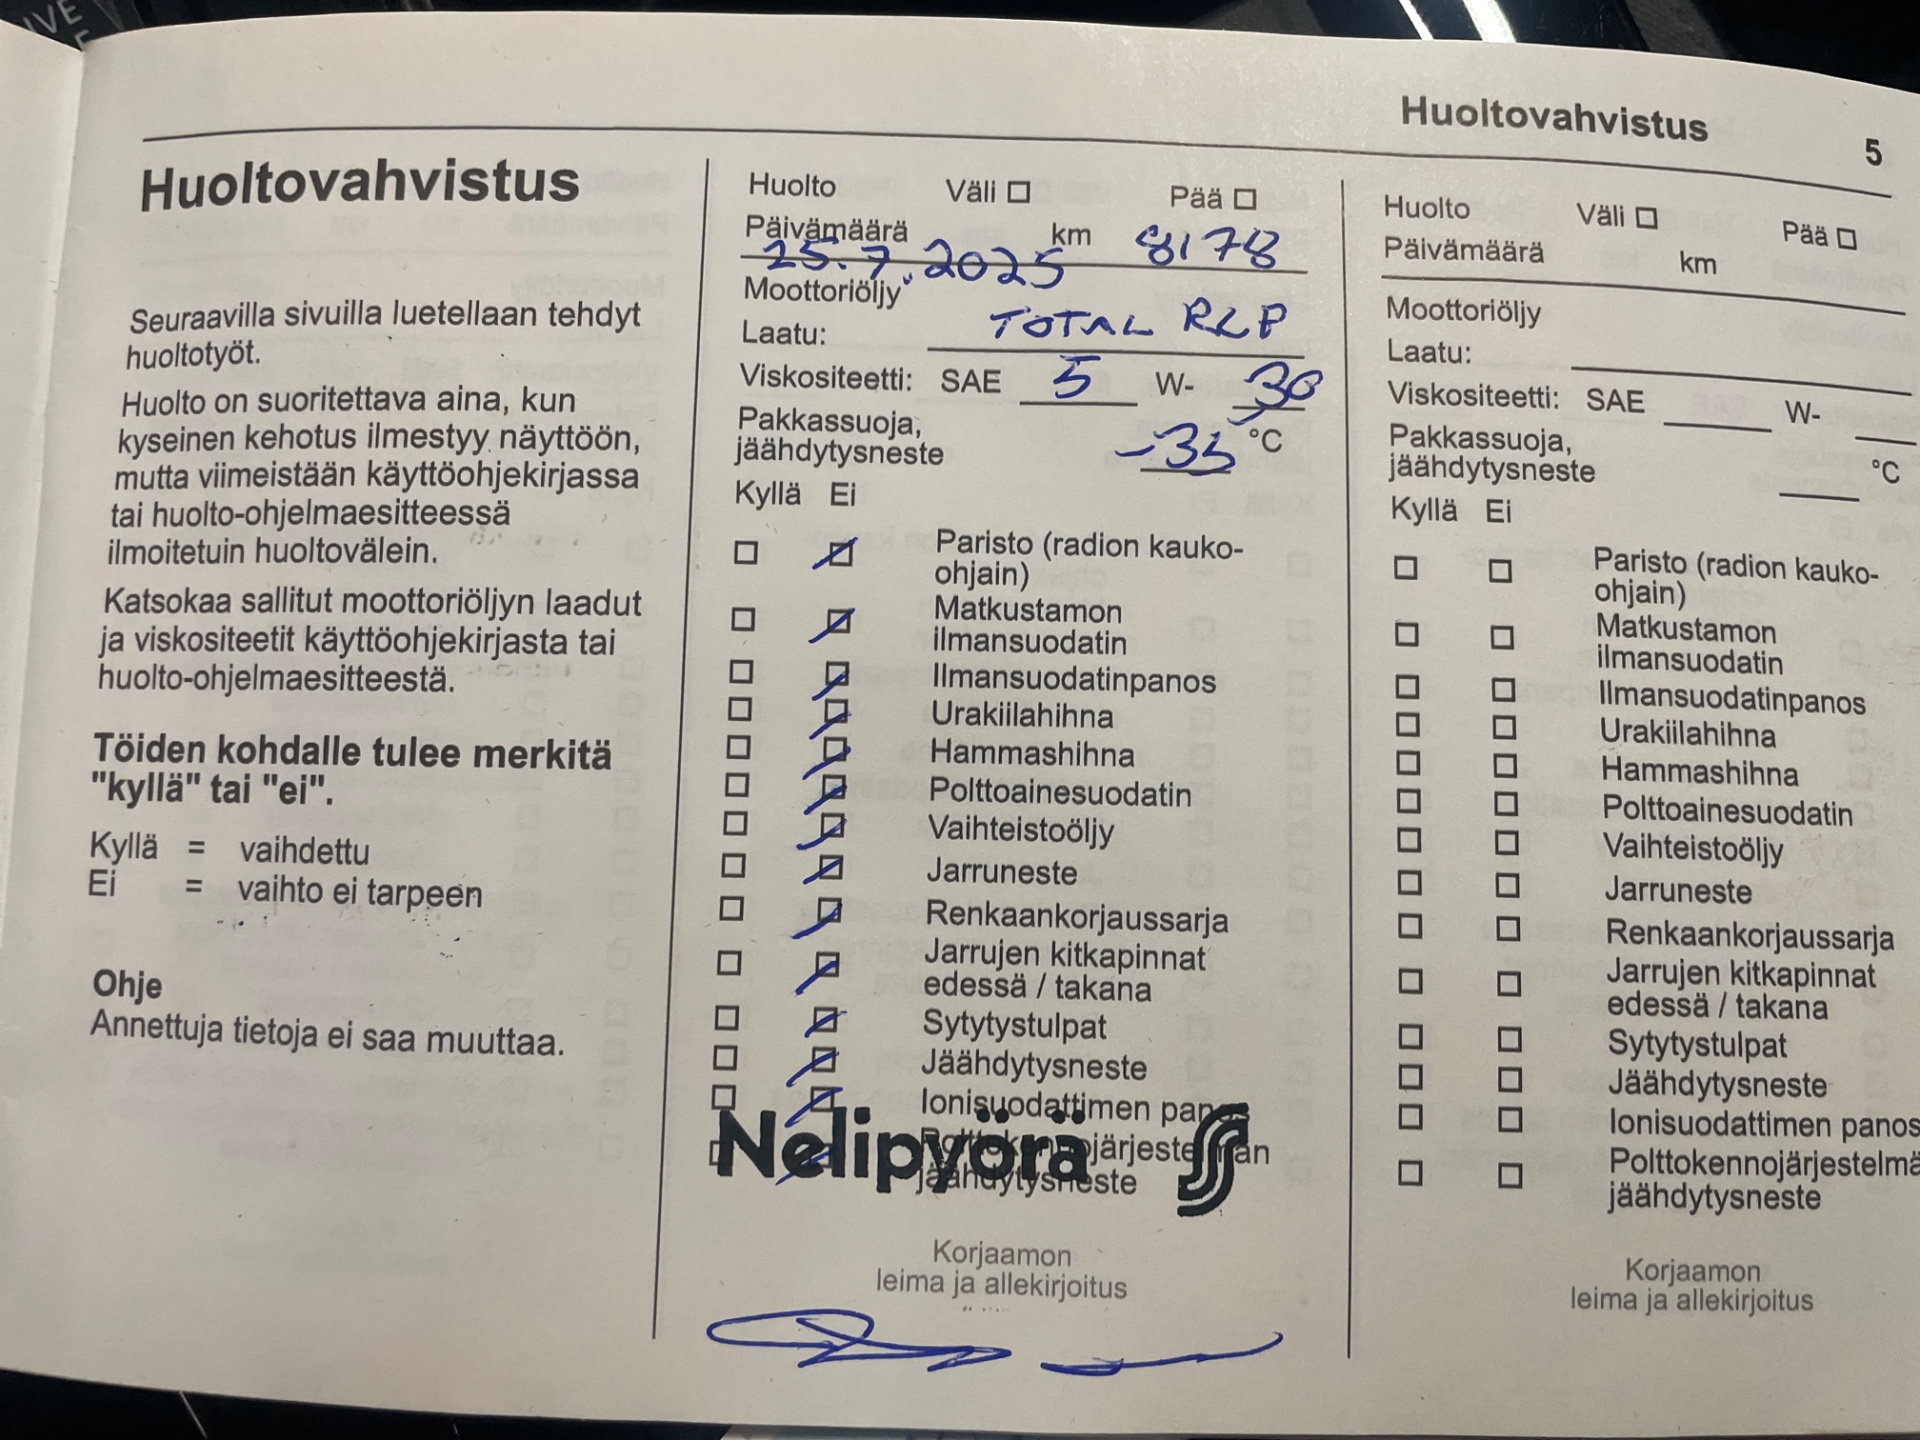 Huoltovahvistus
5
Huoltovahvistus
Seuraavilla sivuilla luetellaan tehdyt
huoltotyöt.
Huolto on suoritettava aina, kun
kyseinen kehotus ilmestyy näyttöön,
mutta viimeistään käyttöohjekirjassa
tai huolto-ohjelmaesitteessä
ilmoitetuin huoltovälein.
Katsokaa sallitut moottoriöljyn laadut
ja viskositeetit käyttöohjekirjasta tai
huolto-ohjelmaesitteestä.
Töiden kohdalle tulee merkitä
"kyllä" tai "ei".
Kyllä = vaihdettu
Ei = vaihto ei tarpeen
Ohje
Annettuja tietoja ei saa muuttaa.
Huolto Väli Pää
Päivämäärä km 8178
25.7.2025
Moottoriöljy
Laatu: TOTAL RLP
Viskositeetti: SAE 5 W- 30
Pakkassuoja,
jäähdytysneste -35 °C
Kyllä Ei
Paristo (radion kauko-
ohjain)
Matkustamon
ilmansuodatin
Ilmansuodatinpanos
Urakiilahihna
Hammashihna
Polttoainesuodatin
Vaihteistoöljy
Jarruneste
Renkaankorjaussarja
Jarrujen kitkapinnat
edessä / takana
Sytytystulpat
Jäähdytysneste
Ionisuodattimen panos
Polttokennojärjestelmän
jäähdytysneste
Nelipyörä
Korjaamon
leima ja allekirjoitus
Huolto Väli Pää
Päivämäärä km
Moottoriöljy
Laatu:
Viskositeetti: SAE W-
Pakkassuoja,
jäähdytysneste °C
Kyllä Ei
Paristo (radion kauko-
ohjain)
Matkustamon
ilmansuodatin
Ilmansuodatinpanos
Urakiilahihna
Hammashihna
Polttoainesuodatin
Vaihteistoöljy
Jarruneste
Renkaankorjaussarja
Jarrujen kitkapinnat
edessä / takana
Sytytystulpat
Jäähdytysneste
Ionisuodattimen panos
Polttokennojärjestelmä
jäähdytysneste
Korjaamon
leima ja allekirjoitus